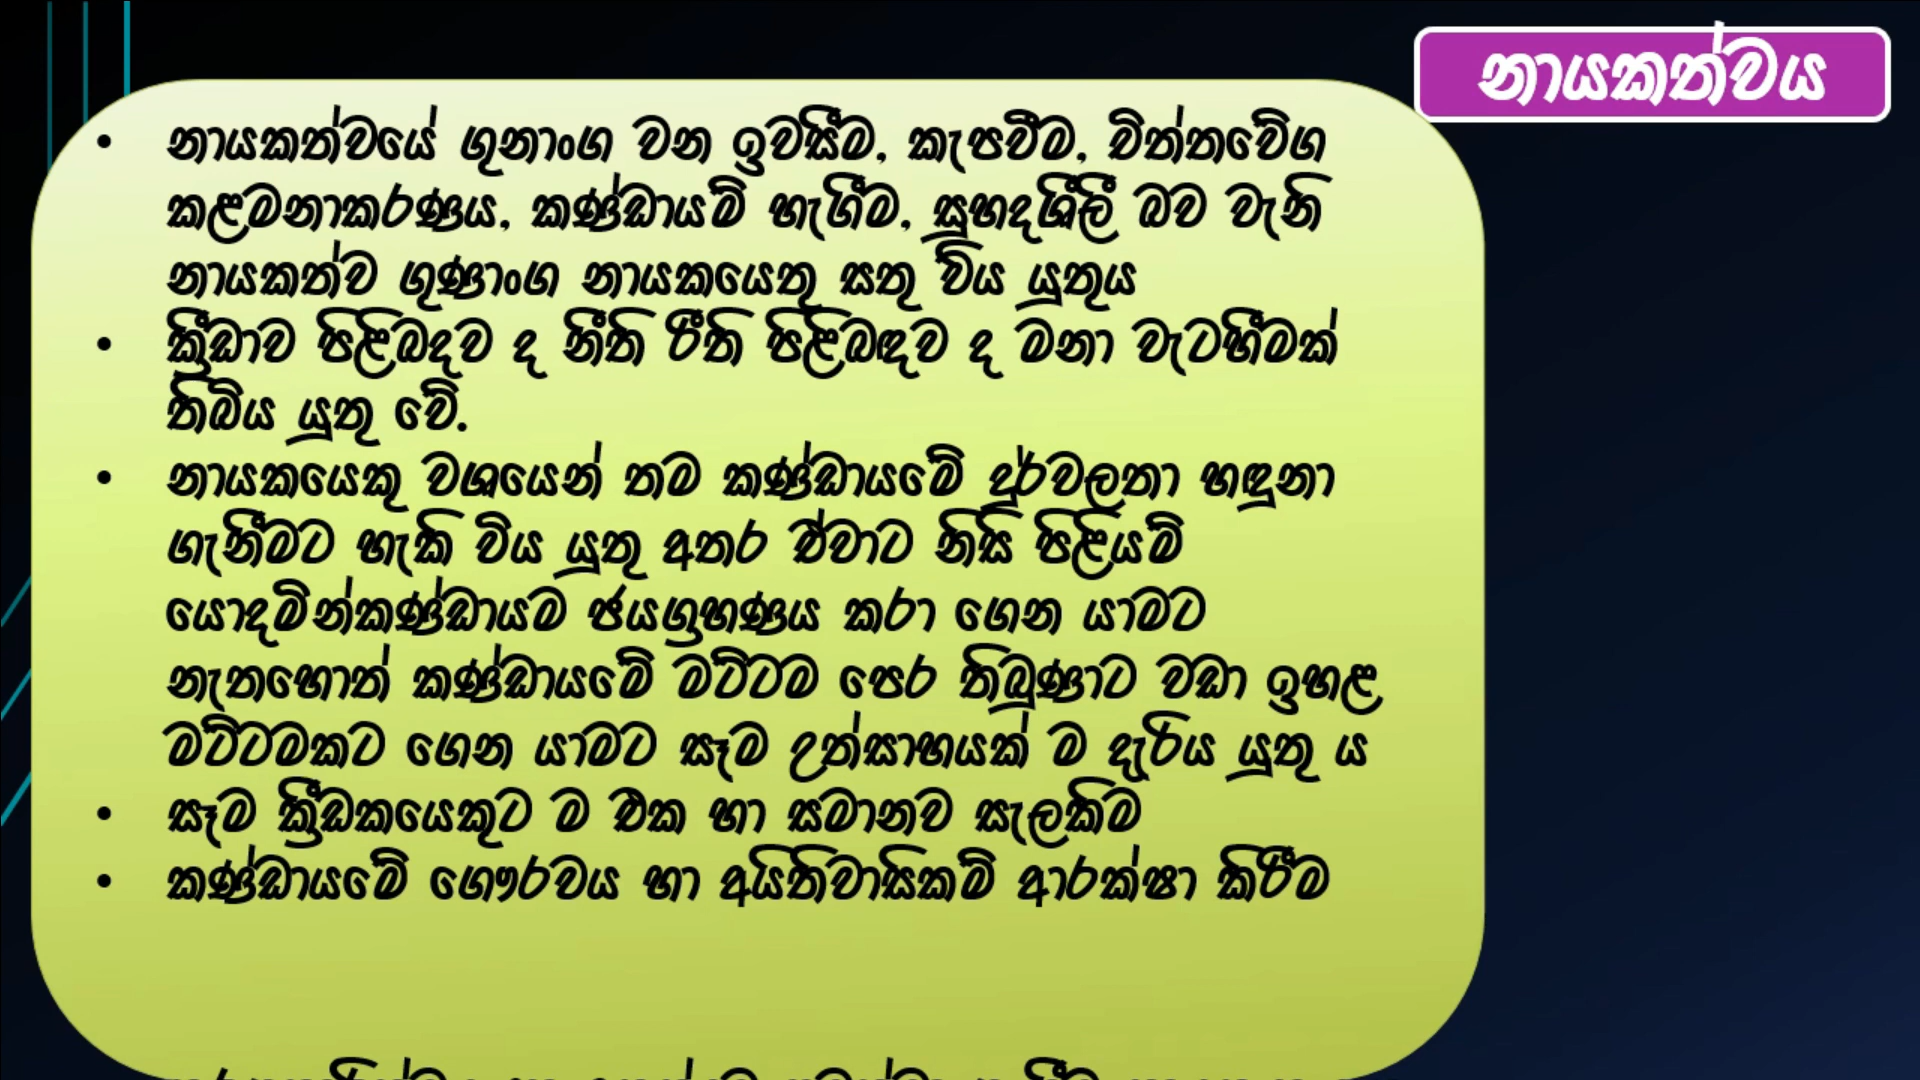 නායකත්වය
• නායකත්වයේ ගුනාංග වන ඉවසීම, කැපවීම, චිත්තවේග
කළමනාකරණය, කණ්ඩායම් හැඟීම, සුහදශීලී බව වැනි
නායකත්ව ගුණාංග නායකයෙතු සතු විය යුතුය
• ක්‍රීඩාව පිළිබදව ද නීති රීති පිළිබඳව ද මනා වැටහීමක්
තිබිය යුතු වේ.
• නායකයෙකු වශයෙන් තම කණ්ඩායමේ දුර්වලතා හඳුනා
ගැනීමට හැකි විය යුතු අතර ඒවාට නිසි පිළියම්
යොදමින්කණ්ඩායම ජයග්‍රහණය කරා ගෙන යාමට
නැතහොත් කණ්ඩායමේ මට්ටම පෙර තිබුණාට වඩා ඉහළ
මට්ටමකට ගෙන යාමට සෑම උත්සාහයක් ම දැරිය යුතු ය
• සෑම ක්‍රීඩකයෙකුට ම එක හා සමානව සැලකිම
• කණ්ඩායමේ ගෞරවය හා අයිතිවාසිකම් ආරක්ෂා කිරීම